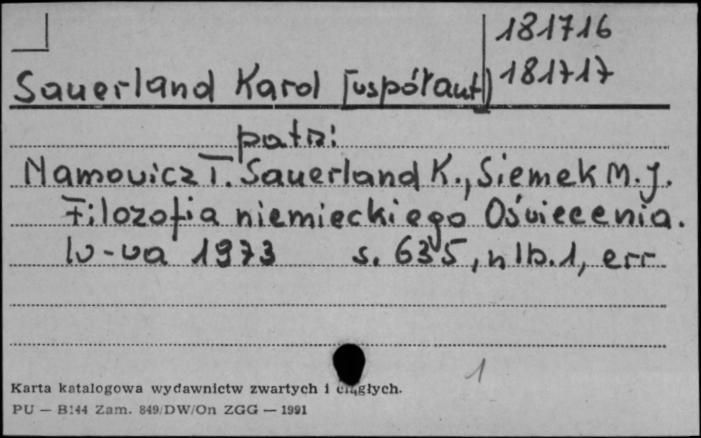 181716
Sauerland Karol [współaut] 181717
patrz:
Namowicz T. Sauerland K., Siemek M.J.
Filozofia niemieckiego Oświecenia.
W-wa 1973 s. 635, nlb. 1, err
1
Karta katalogowa wydawnictw zwartych i ciągłych.
PU — B144 Zam. 849/DW/On ZGG — 1991